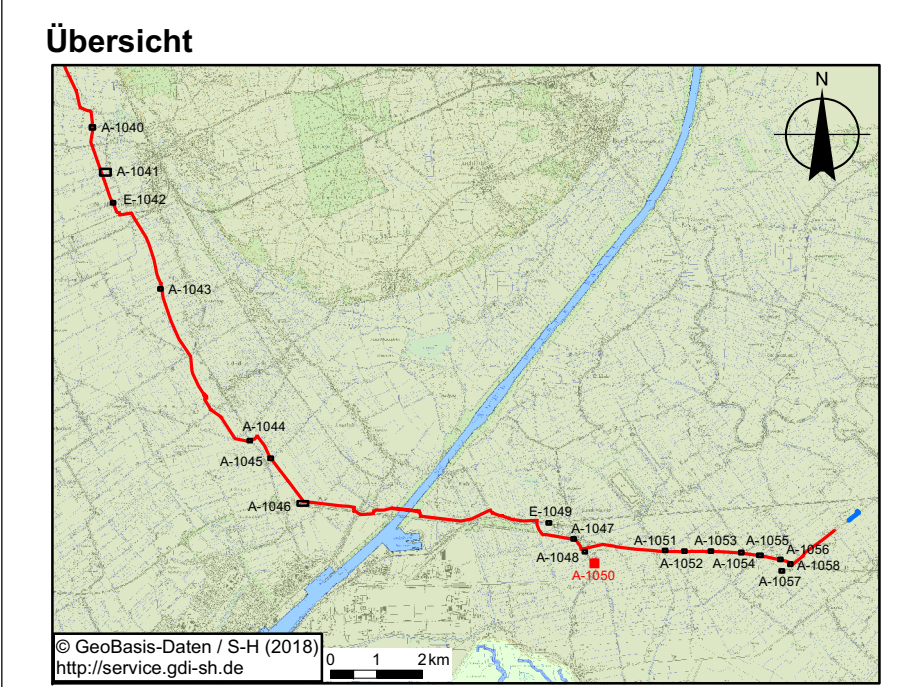 Übersicht
N
A-1040
A-1041
E-1042
A-1043
A-1044
A-1045
A-1046
E-1049
A-1047
A-1048
A-1050
A-1051
A-1052
A-1053
A-1054
A-1055
A-1056
A-1058
A-1057
© GeoBasis-Daten / S-H (2018)
http://service.gdi-sh.de
0 1 2 km